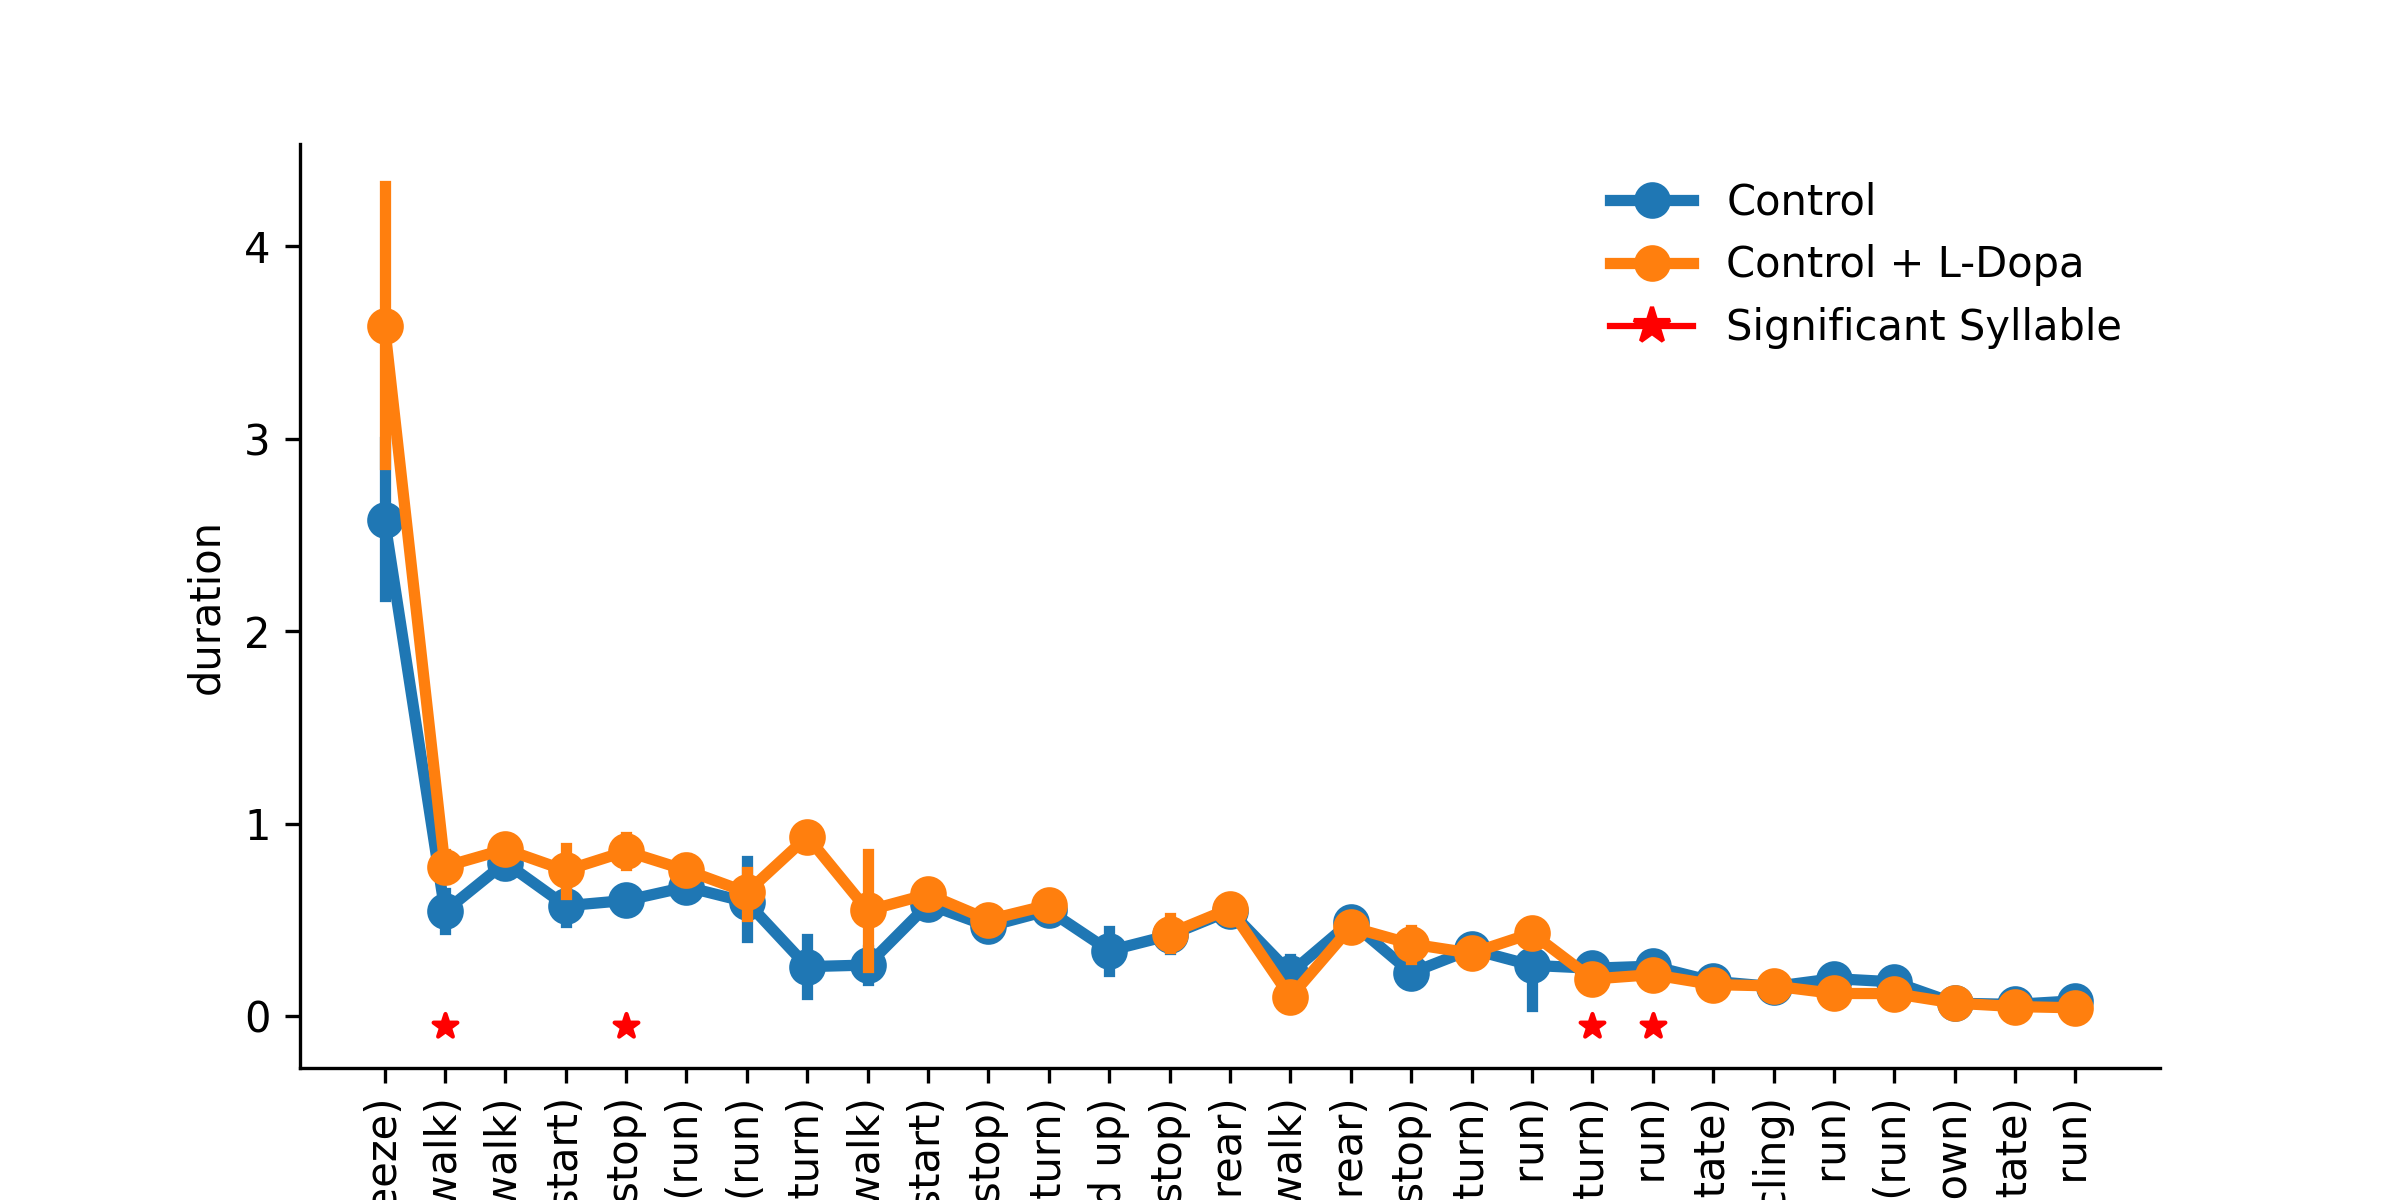 Control
Control + L-Dopa
Significant Syllable
duration
4
3
2
1
0
eeze)
walk)
walk)
start)
stop)
(run)
(run)
turn)
walk)
start)
stop)
turn)
d up)
stop)
rear)
walk)
rear)
stop)
turn)
run)
turn)
run)
tate)
cling)
run)
(run)
own)
tate)
run)